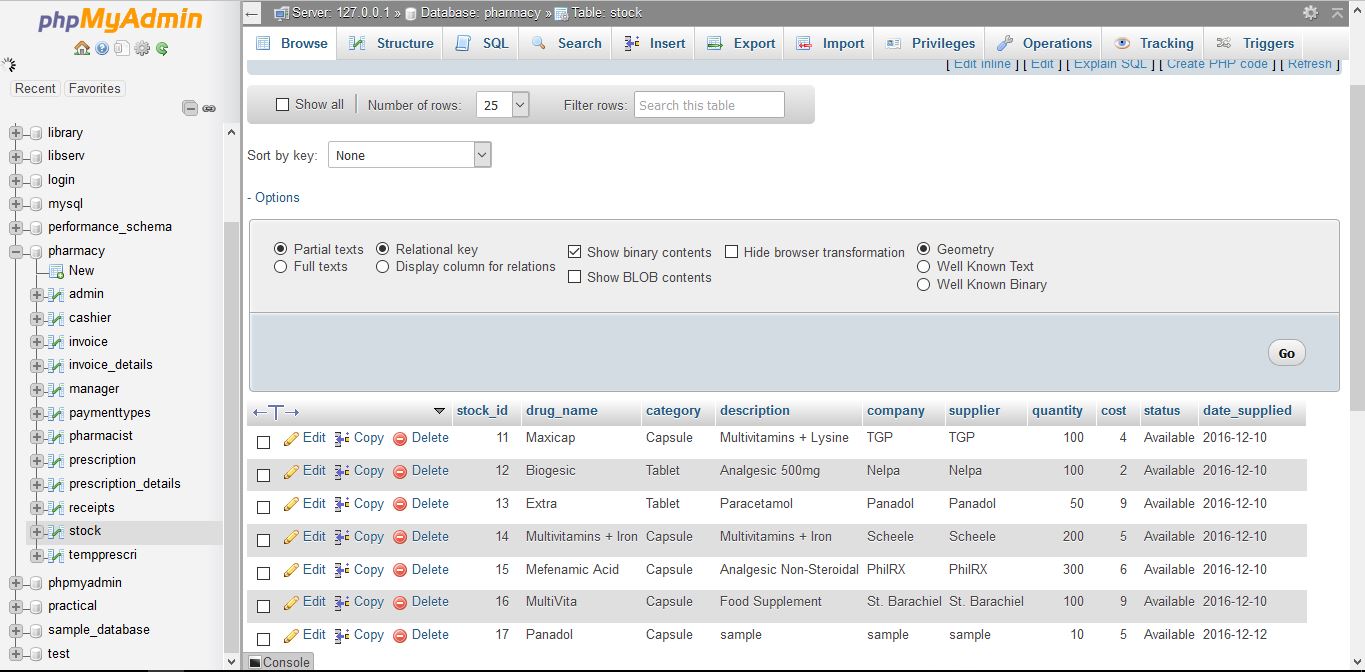 phpMyAdmin
Recent Favorites
library
libserv
login
mysql
performance_schema
pharmacy
New
admin
cashier
invoice
invoice_details
manager
paymenttypes
pharmacist
prescription
prescription_details
receipts
stock
tempprescri
phpmyadmin
practical
sample_database
test
Server: 127.0.0.1 » Database: pharmacy » Table: stock
Browse Structure SQL Search Insert Export Import Privileges Operations Tracking Triggers
[ Edit inline ] [ Edit ] [ Explain SQL ] [ Create PHP code ] [ Refresh ]
Show all | Number of rows: 25 Filter rows: Search this table
Sort by key: None
- Options
Partial texts Relational key Show binary contents Hide browser transformation Geometry
Full texts Display column for relations Show BLOB contents Well Known Text
Well Known Binary
Go
←T→ stock_id drug_name category description company supplier quantity cost status date_supplied
Edit Copy Delete 11 Maxicap Capsule Multivitamins + Lysine TGP TGP 100 4 Available 2016-12-10
Edit Copy Delete 12 Biogesic Tablet Analgesic 500mg Nelpa Nelpa 100 2 Available 2016-12-10
Edit Copy Delete 13 Extra Tablet Paracetamol Panadol Panadol 50 9 Available 2016-12-10
Edit Copy Delete 14 Multivitamins + Iron Capsule Multivitamins + Iron Scheele Scheele 200 5 Available 2016-12-10
Edit Copy Delete 15 Mefenamic Acid Capsule Analgesic Non-Steroidal PhilRX PhilRX 300 6 Available 2016-12-10
Edit Copy Delete 16 MultiVita Capsule Food Supplement St. Barachiel St. Barachiel 100 9 Available 2016-12-10
Edit Copy Delete 17 Panadol Capsule sample sample sample 10 5 Available 2016-12-12
Console